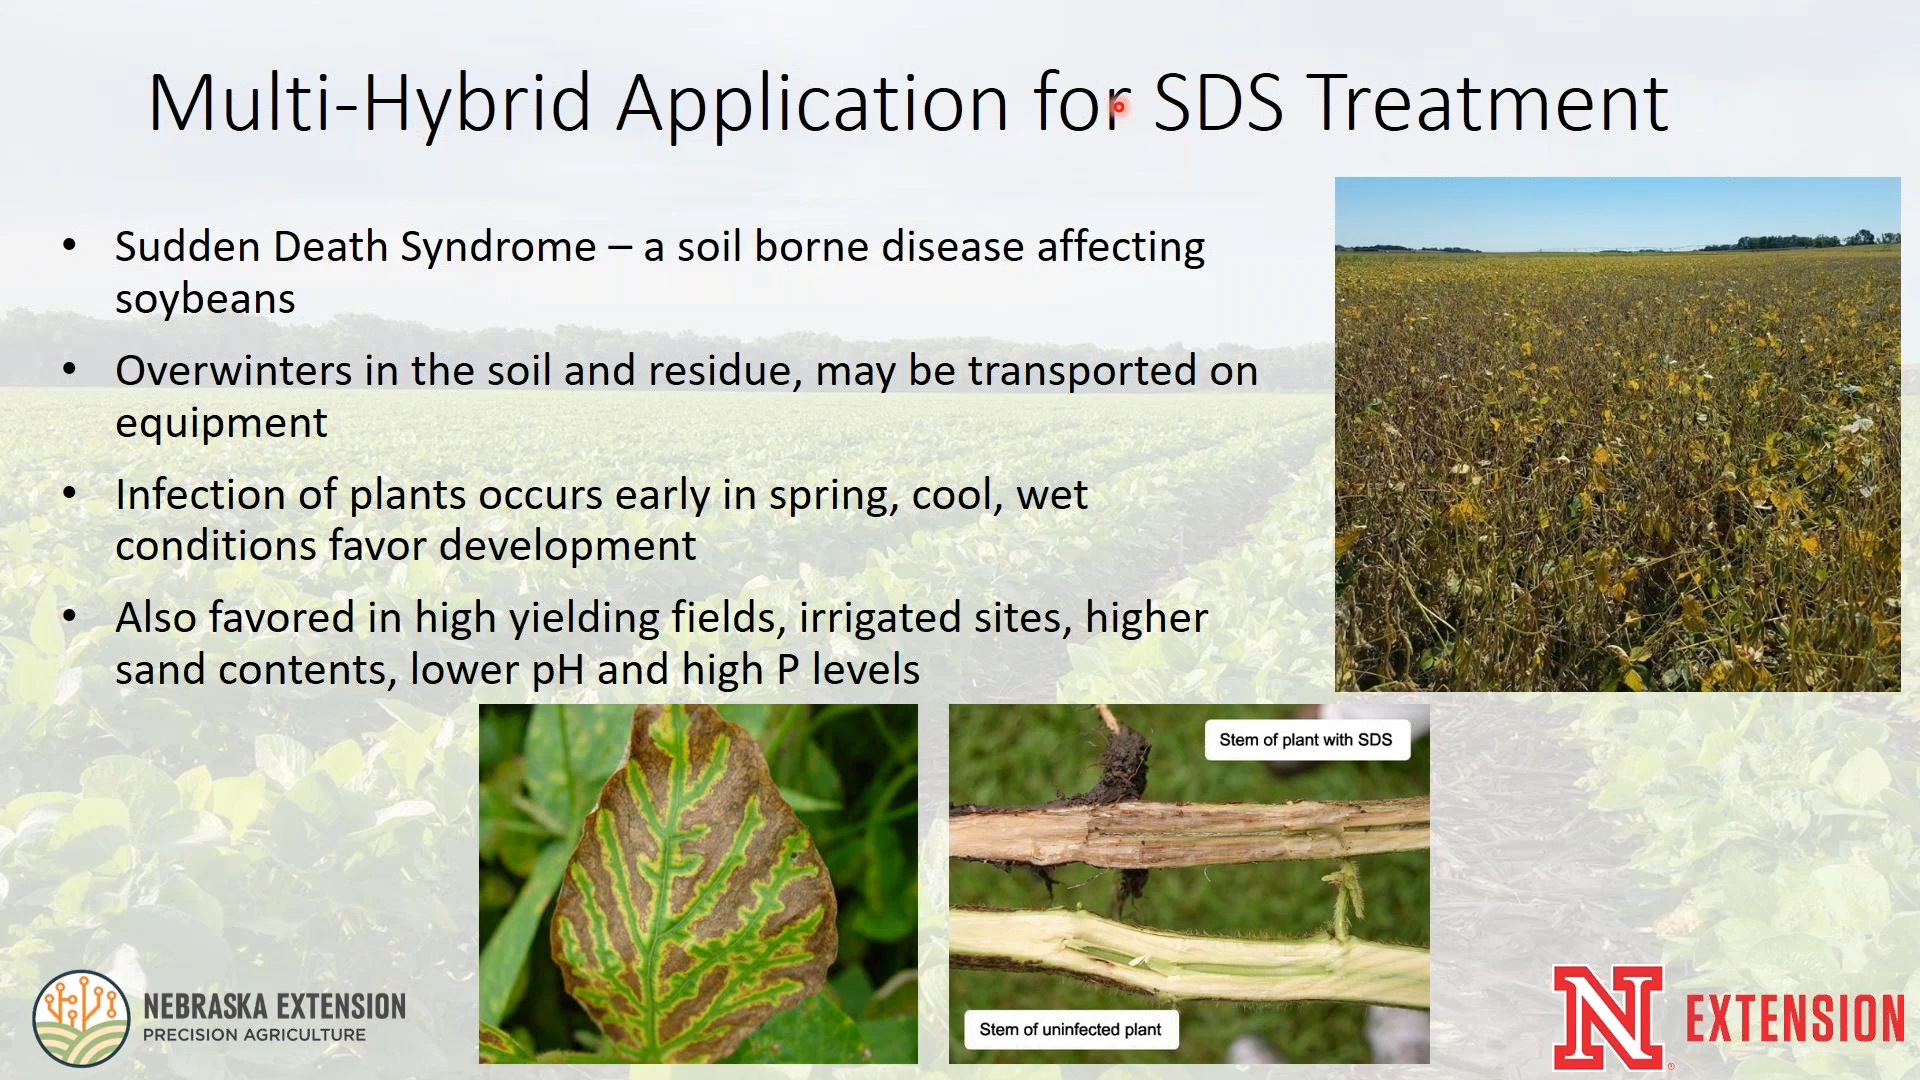 Multi-Hybrid Application for SDS Treatment
• Sudden Death Syndrome – a soil borne disease affecting
soybeans
• Overwinters in the soil and residue, may be transported on
equipment
• Infection of plants occurs early in spring, cool, wet
conditions favor development
• Also favored in high yielding fields, irrigated sites, higher
sand contents, lower pH and high P levels
Stem of plant with SDS
Stem of uninfected plant
NEBRASKA EXTENSION
PRECISION AGRICULTURE
N EXTENSION